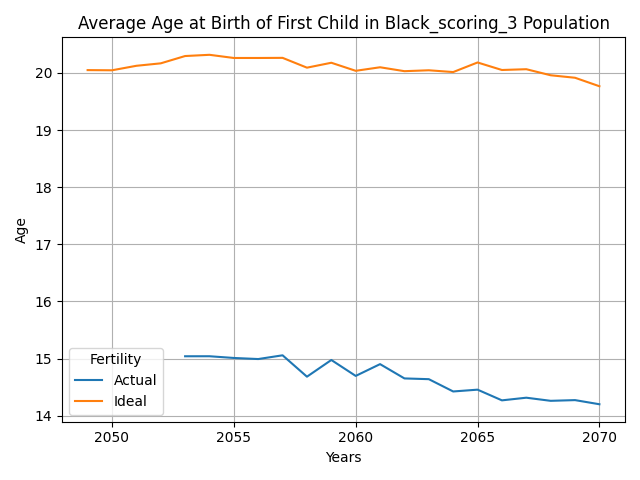 Average Age at Birth of First Child in Black_scoring_3 Population
Age
20
19
18
17
16
15
14
Fertility
Actual
Ideal
2050 2055 2060 2065 2070
Years